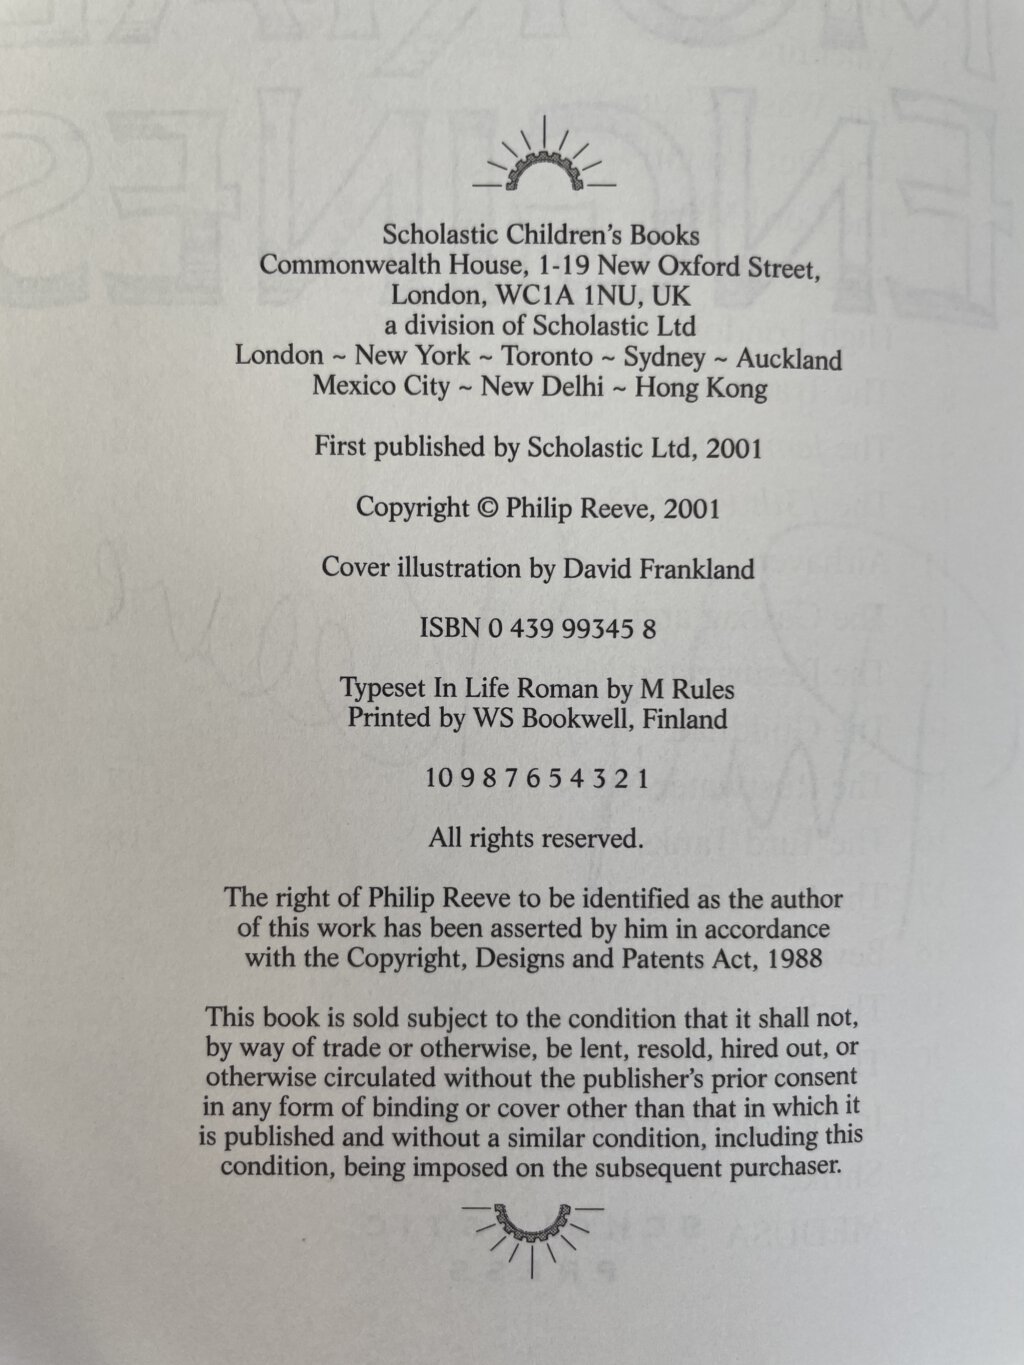 Scholastic Children's Books
Commonwealth House, 1-19 New Oxford Street,
London, WC1A 1NU, UK
a division of Scholastic Ltd
London ~ New York ~ Toronto ~ Sydney ~ Auckland
Mexico City ~ New Delhi ~ Hong Kong
First published by Scholastic Ltd, 2001
Copyright © Philip Reeve, 2001
Cover illustration by David Frankland
ISBN 0 439 99345 8
Typeset In Life Roman by M Rules
Printed by WS Bookwell, Finland
10 9 8 7 6 5 4 3 2 1
All rights reserved.
The right of Philip Reeve to be identified as the author
of this work has been asserted by him in accordance
with the Copyright, Designs and Patents Act, 1988
This book is sold subject to the condition that it shall not,
by way of trade or otherwise, be lent, resold, hired out, or
otherwise circulated without the publisher's prior consent
in any form of binding or cover other than that in which it
is published and without a similar condition, including this
condition, being imposed on the subsequent purchaser.